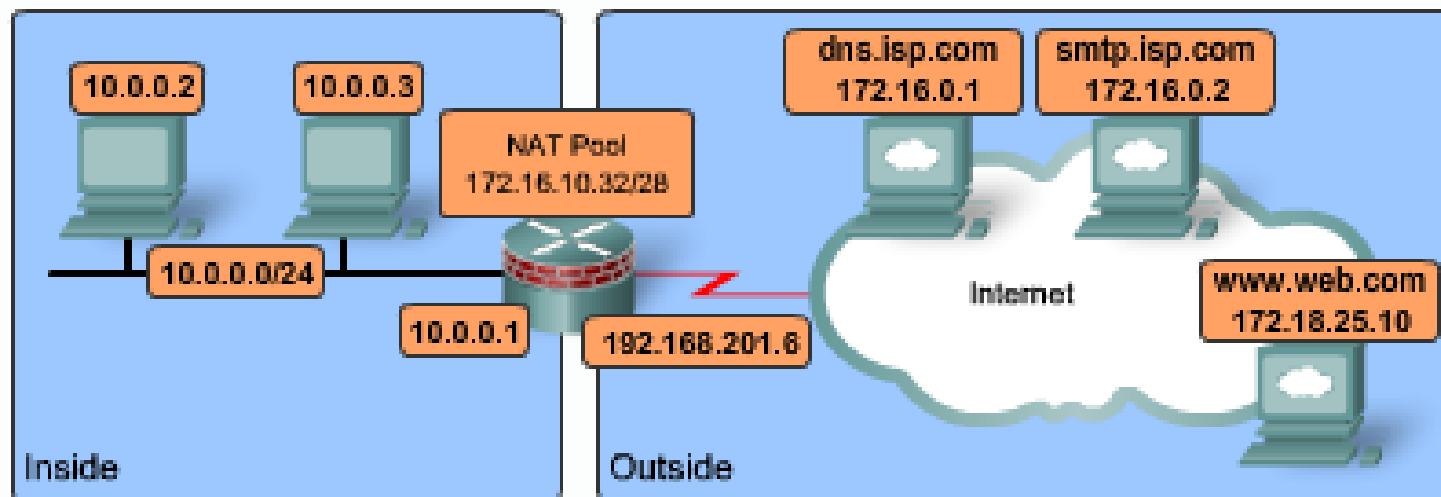 10.0.0.2
10.0.0.3
NAT Pool
172.16.10.32/28
10.0.0.0/24
10.0.0.1
192.168.201.6
Inside
dns.isp.com
172.16.0.1
smtp.isp.com
172.16.0.2
Internet
www.web.com
172.18.25.10
Outside